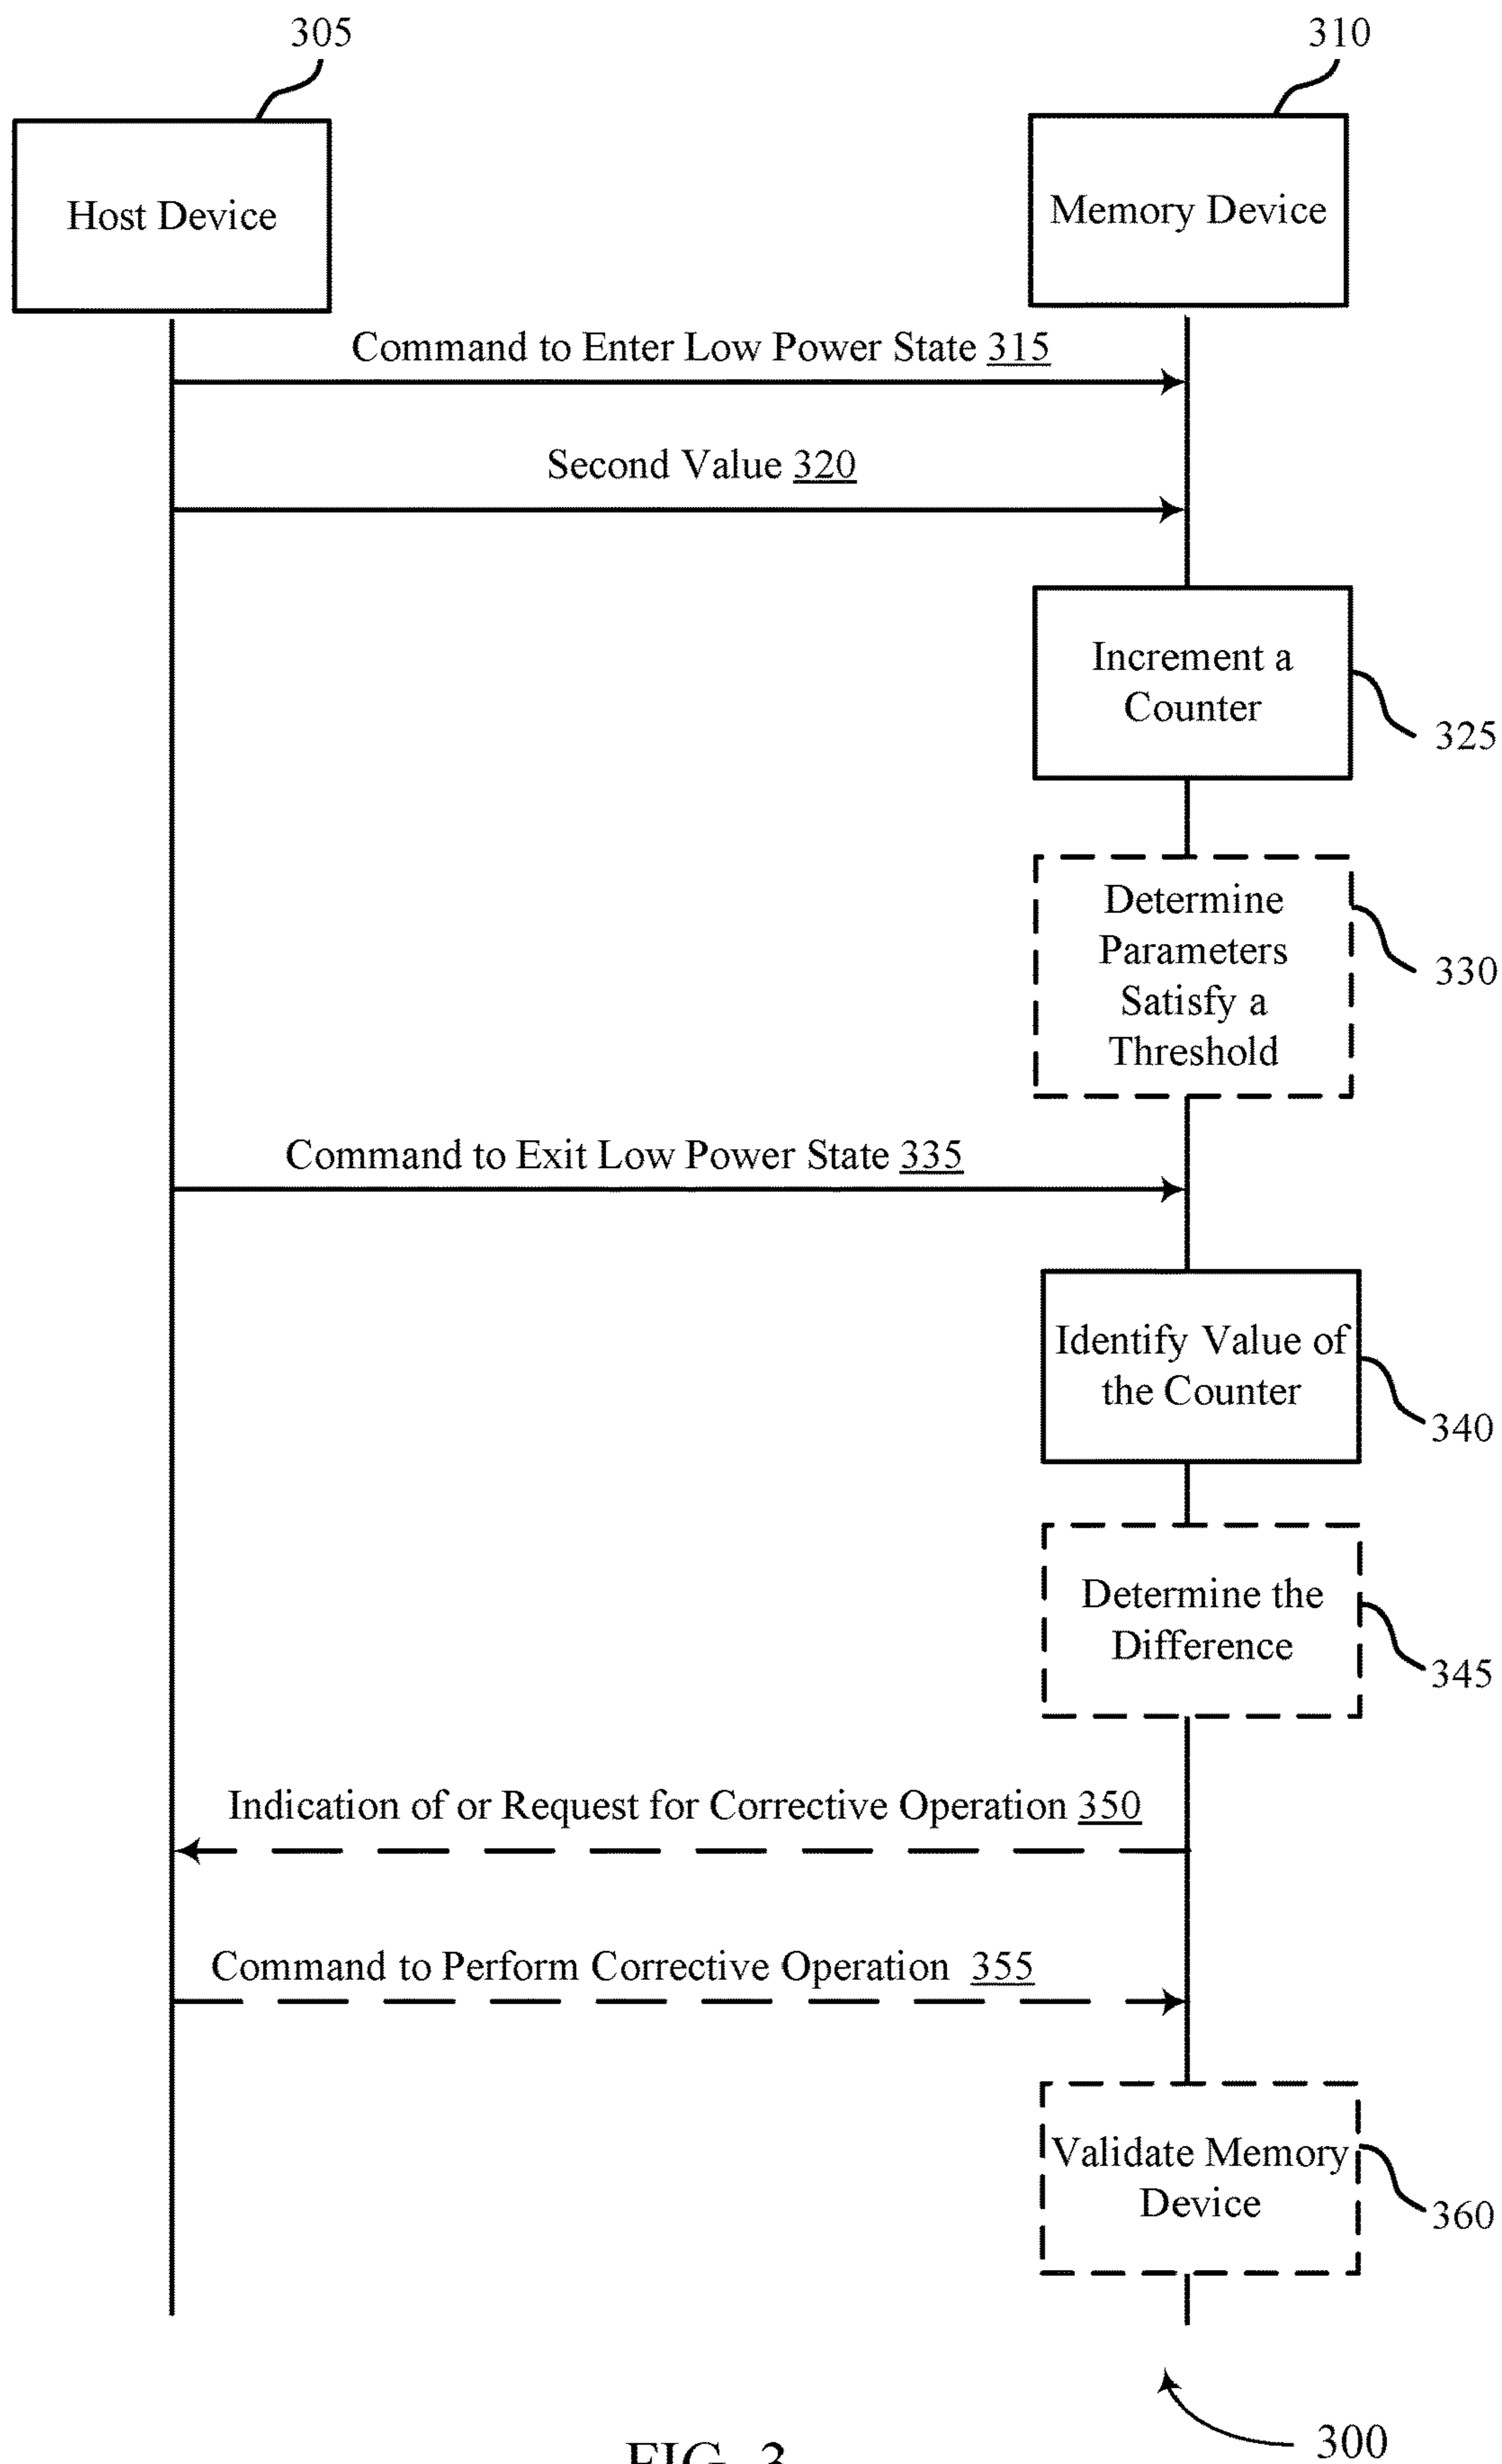 305
310
Host Device
Memory Device
Command to Enter Low Power State 315
Second Value 320
Increment a
Counter
325
Determine
Parameters
Satisfy a
Threshold
330
Command to Exit Low Power State 335
Identify Value of
the Counter
340
Determine the
Difference
345
Indication of or Request for Corrective Operation 350
Command to Perform Corrective Operation 355
Validate Memory
Device
360
300
FIG. 3